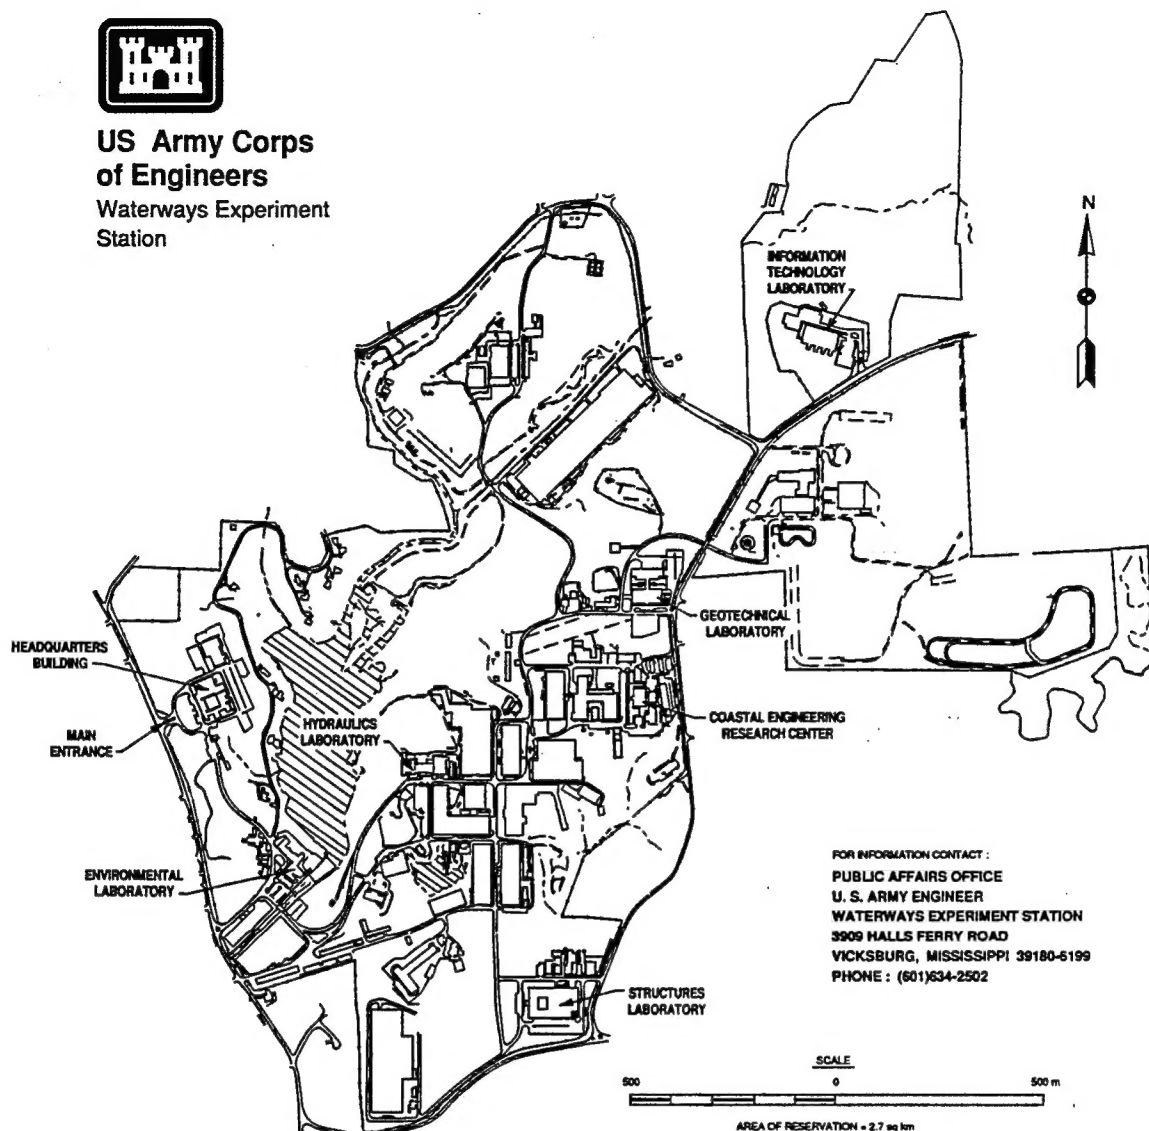 US Army Corps
of Engineers
Waterways Experiment
Station
N
INFORMATION
TECHNOLOGY
LABORATORY
GEOTECHNICAL
LABORATORY
HEADQUARTERS
BUILDING
MAIN
ENTRANCE
HYDRAULICS
LABORATORY
COASTAL ENGINEERING
RESEARCH CENTER
ENVIRONMENTAL
LABORATORY
STRUCTURES
LABORATORY
FOR INFORMATION CONTACT :
PUBLIC AFFAIRS OFFICE
U. S. ARMY ENGINEER
WATERWAYS EXPERIMENT STATION
3909 HALLS FERRY ROAD
VICKSBURG, MISSISSIPPI 39180-6199
PHONE : (601)634-2502
SCALE
500 0 500 m
AREA OF RESERVATION = 2.7 sq km